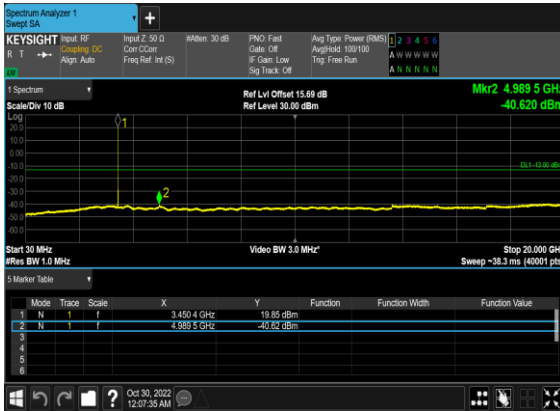 Spectrum Analyzer 1
Swept SA
KEYSIGHT
R T
Input: RF
Coupling: DC
Align: Auto
Input Z: 50 Ω
Corr CCorr
Freq Ref: Int (S)
#Atten: 30 dB
PNO: Fast
Gate: Off
IF Gain: Low
Sig Track: Off
Avg Type: Power (RMS)
Avg|Hold: 100/100
Trig: Free Run
1 2 3 4 5 6
A W W W W W
A N N N N N
1 Spectrum
Scale/Div 10 dB
Ref Lvl Offset 15.69 dB
Ref Level 30.00 dBm
Mkr2 4.989 5 GHz
-40.620 dBm
Log
20.0
10.0
0.00
-10.0
-20.0
-30.0
-40.0
-50.0
-60.0
1
2
DL1 -13.00 dBm
Start 30 MHz
#Res BW 1.0 MHz
Video BW 3.0 MHz*
Stop 20.000 GHz
Sweep ~38.3 ms (40001 pts)
5 Marker Table
Mode Trace Scale X Y Function Function Width Function Value
1 N 1 f 3.450 4 GHz 19.85 dBm
2 N 1 f 4.989 5 GHz -40.62 dBm
3
4
5
6
?
Oct 30, 2022
12:07:35 AM